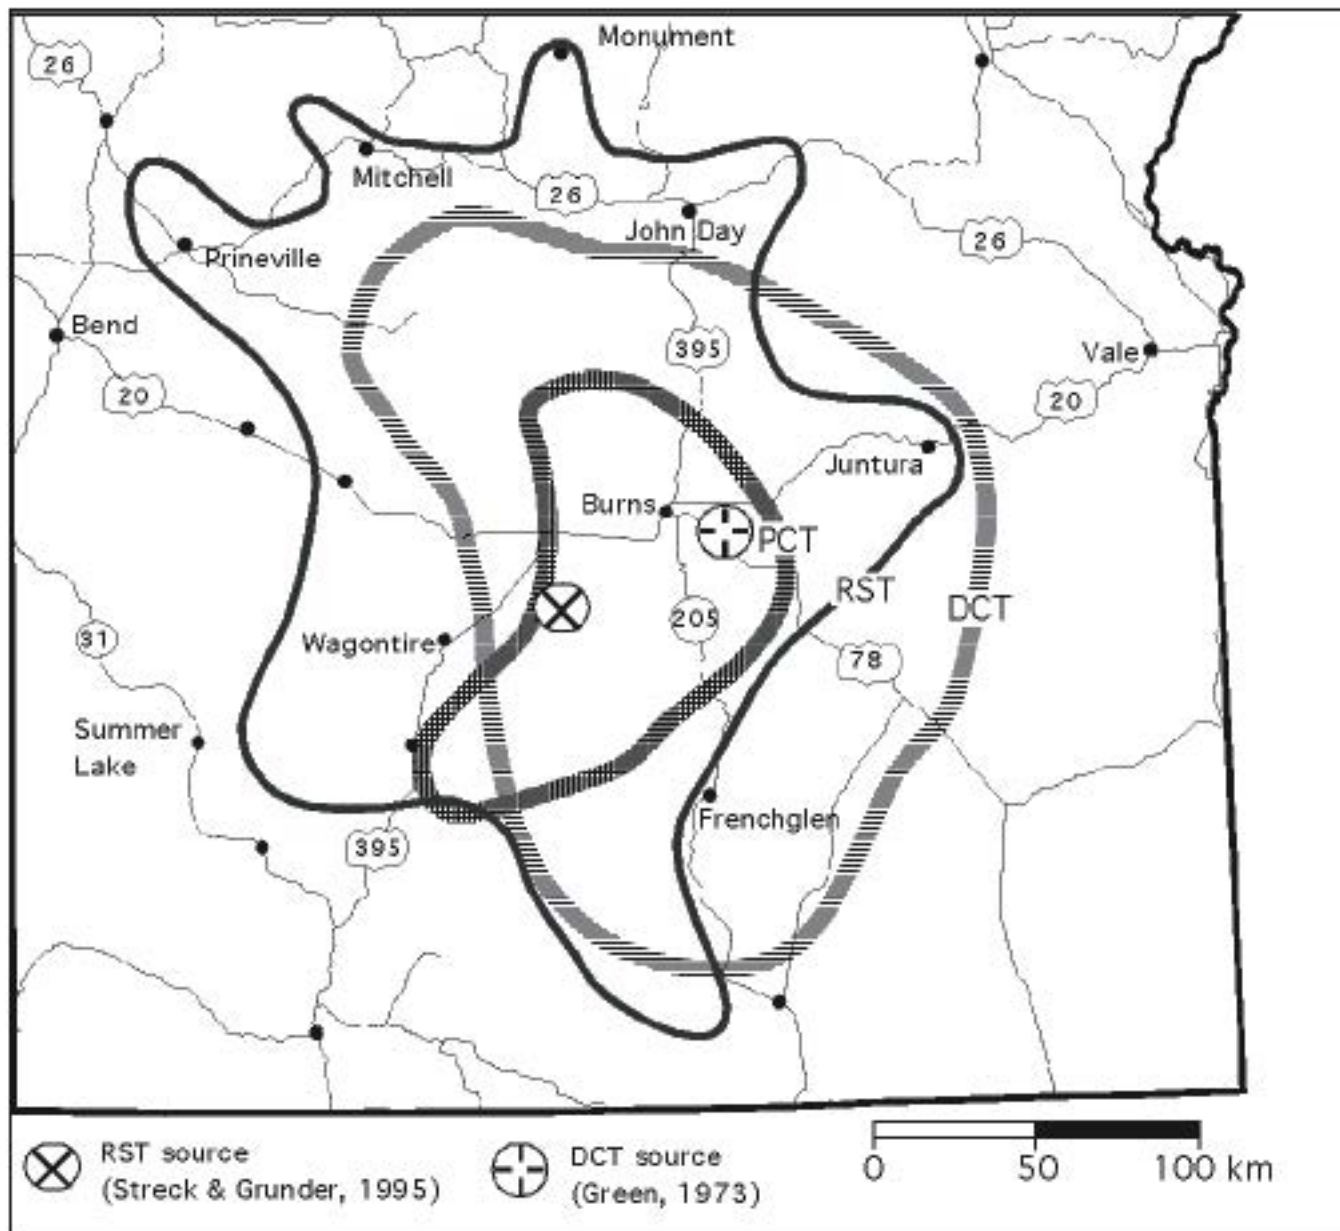 Monument
26
Mitchell
26
John Day
26
Prineville
Bend
395
Vale
20
20
Juntura
Burns
PCT
RST
DCT
205
31
Wagontire
78
Summer
Lake
Frenchglen
395
RST source
(Streck & Grunder, 1995)
DCT source
(Green, 1973)
0 50 100 km